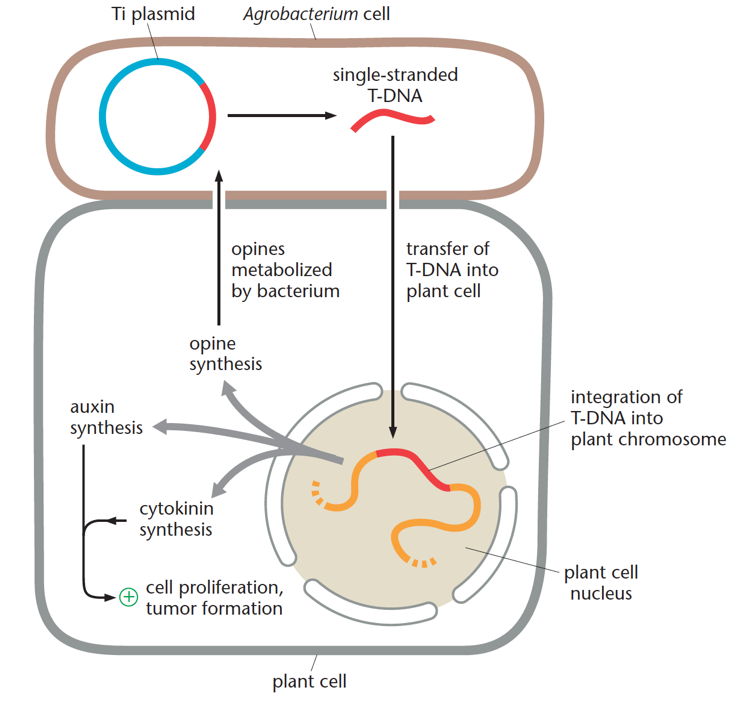 Ti plasmid
Agrobacterium cell
single-stranded
T-DNA
opines
metabolized
by bacterium
transfer of
T-DNA into
plant cell
opine
synthesis
auxin
synthesis
cytokinin
synthesis
cell proliferation,
tumor formation
integration of
T-DNA into
plant chromosome
plant cell
nucleus
plant cell